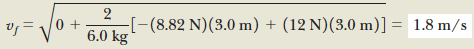 v_f = √(0 + 2/6.0 kg [−(8.82 N)(3.0 m) + (12 N)(3.0 m)]) = 1.8 m/s